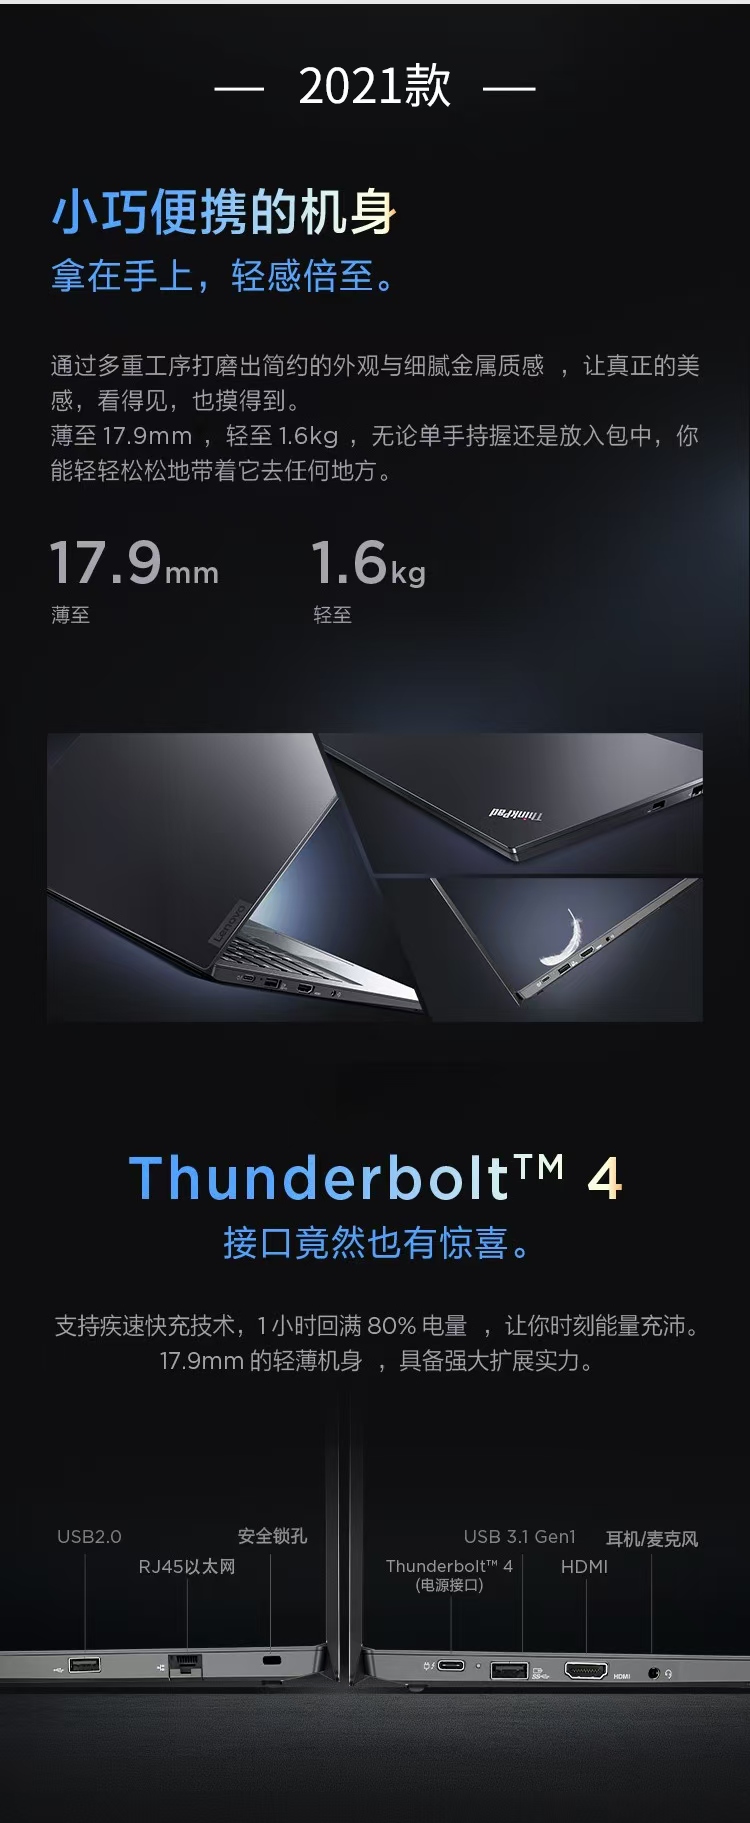 2021款
小巧便携的机身
拿在手上，轻感倍至。
通过多重工序打磨出简约的外观与细腻金属质感 ，让真正的美
感，看得见，也摸得到。
薄至 17.9mm ，轻至 1.6kg ，无论单手持握还是放入包中，你
能轻轻松松地带着它去任何地方。
17.9mm 1.6kg
薄至 轻至
ThinkPad
Lenovo
Thunderbolt™ 4
接口竟然也有惊喜。
支持疾速快充技术，1 小时回满 80% 电量 ，让你时刻能量充沛。
17.9mm 的轻薄机身 ，具备强大扩展实力。
USB2.0 安全锁孔 USB 3.1 Gen1 耳机/麦克风
RJ45以太网 Thunderbolt™ 4 HDMI
(电源接口)
HDMI